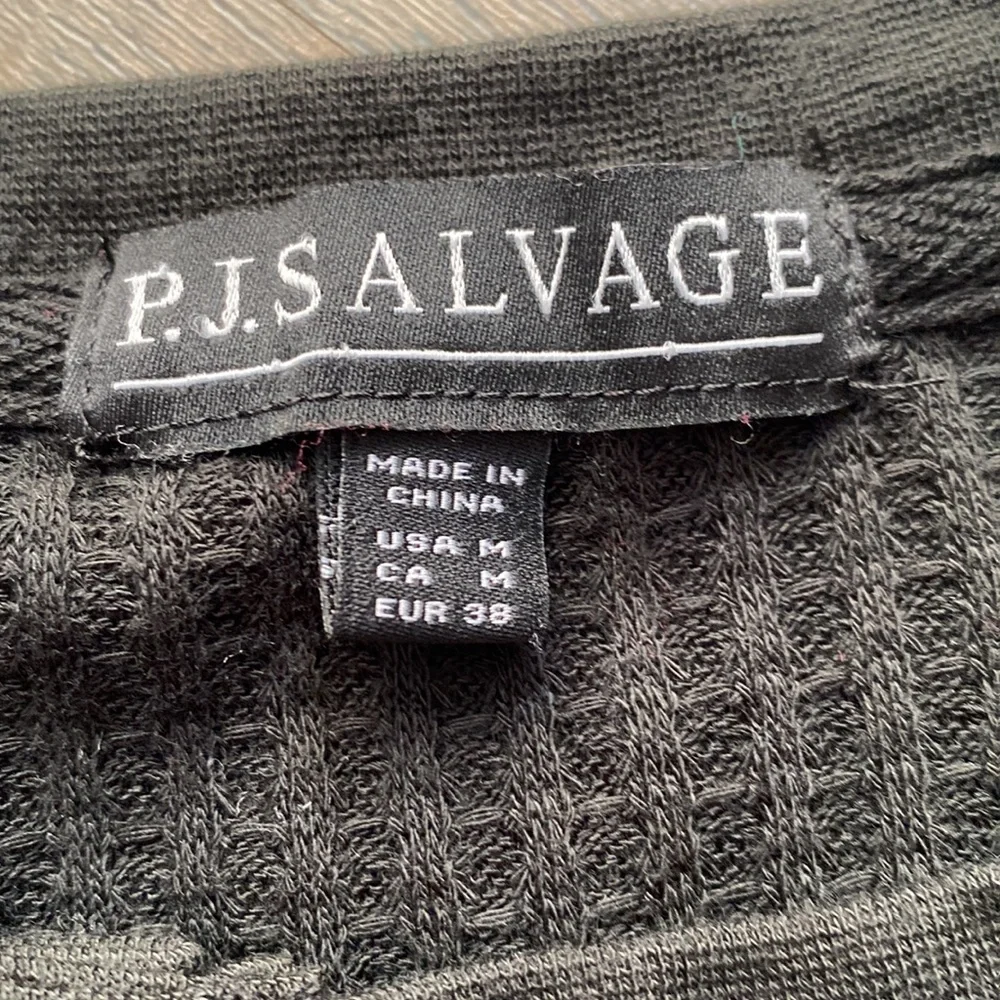 P.J.SALVAGE
MADE IN
CHINA
USA M
CA M
EUR 38